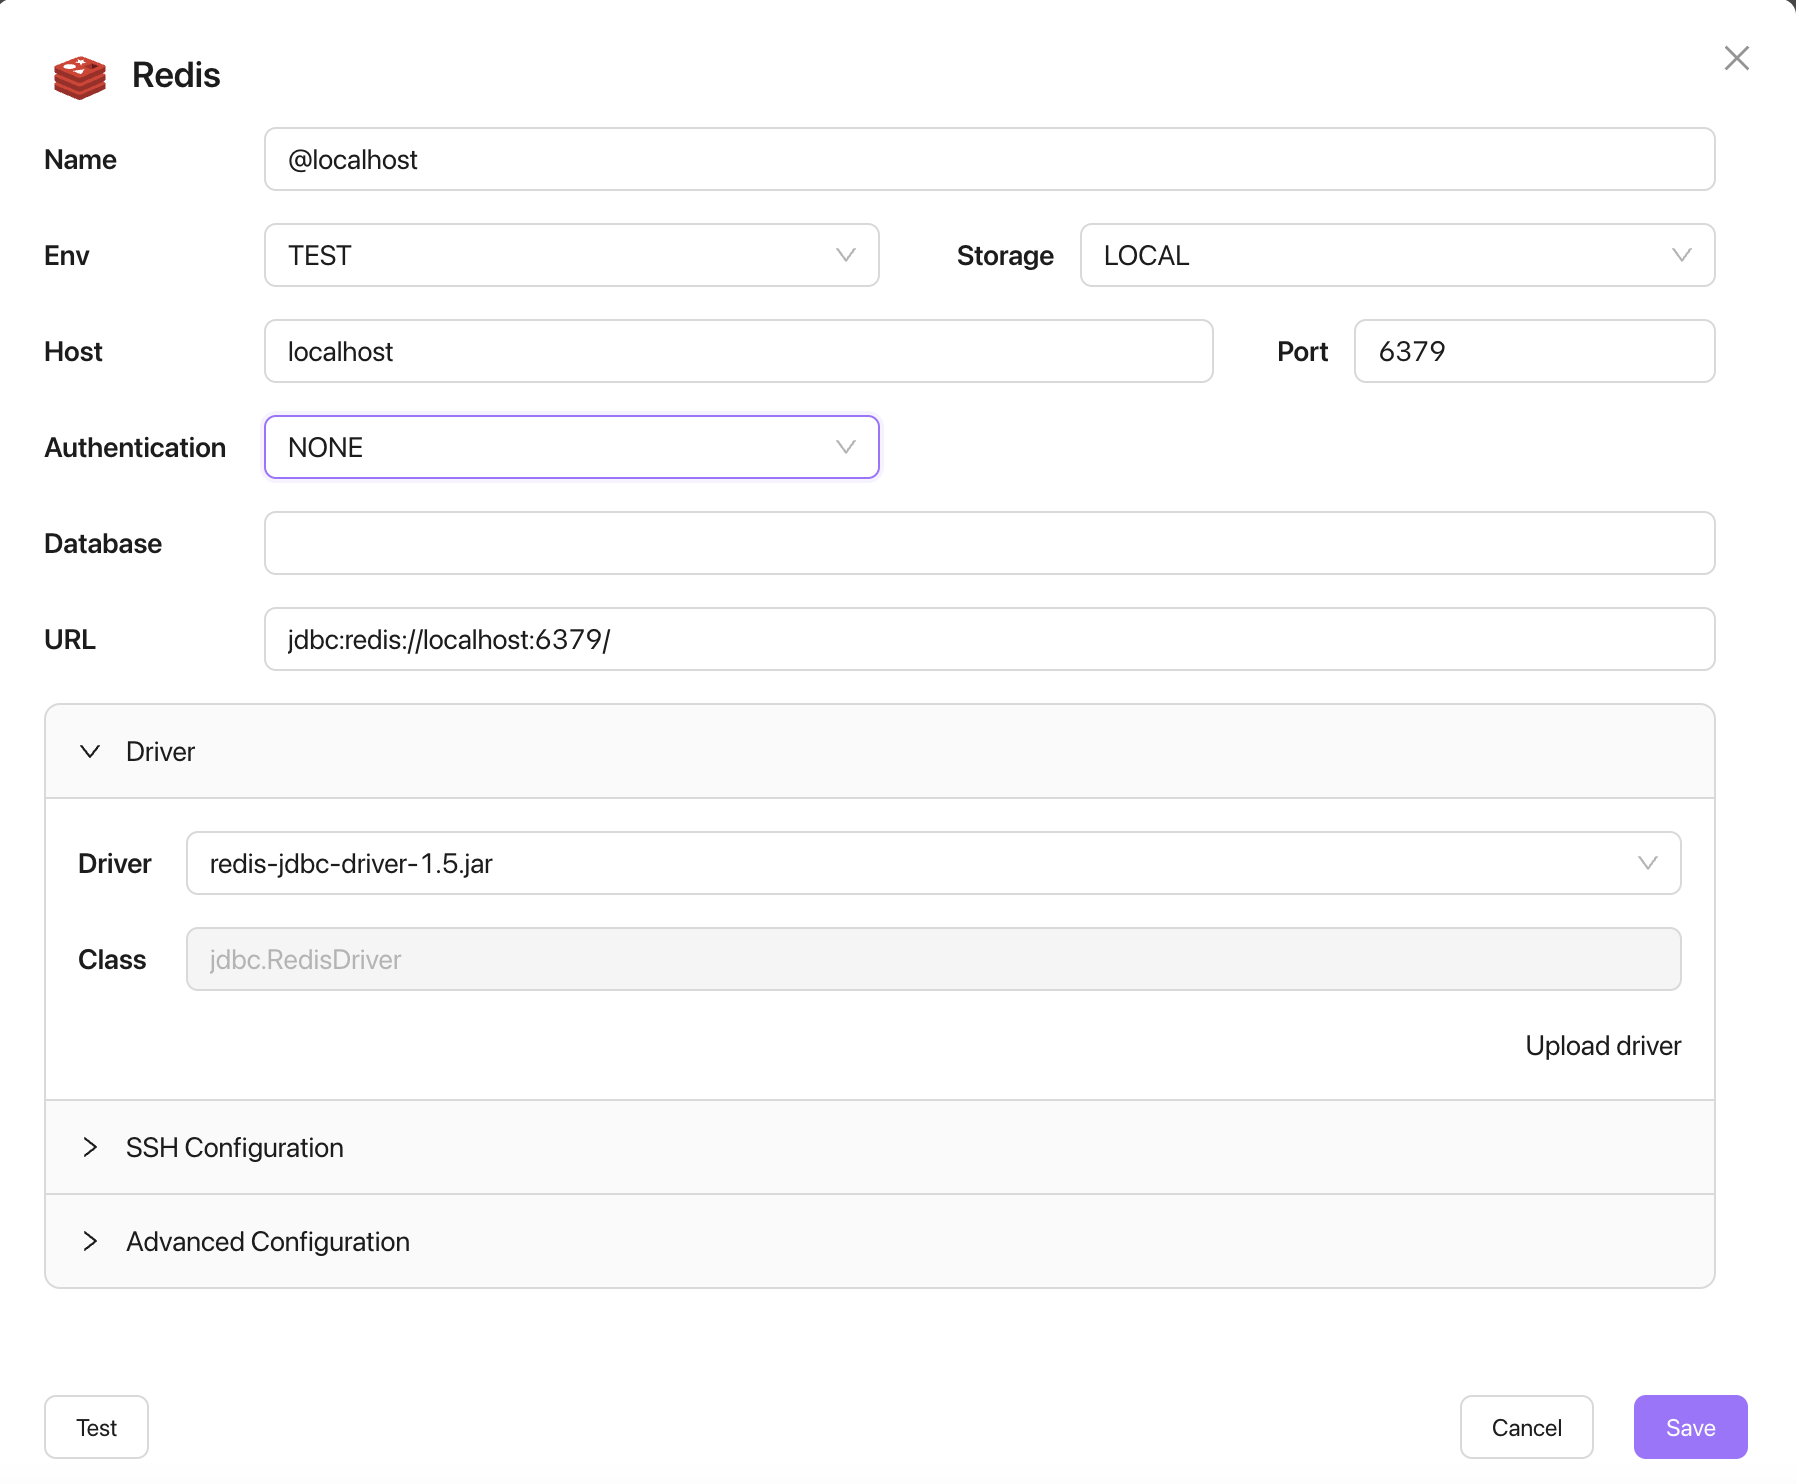 Redis
Name @localhost
Env TEST Storage LOCAL
Host localhost Port 6379
Authentication NONE
Database
URL jdbc:redis://localhost:6379/
Driver
Driver redis-jdbc-driver-1.5.jar
Class jdbc.RedisDriver
Upload driver
SSH Configuration
Advanced Configuration
Test Cancel Save